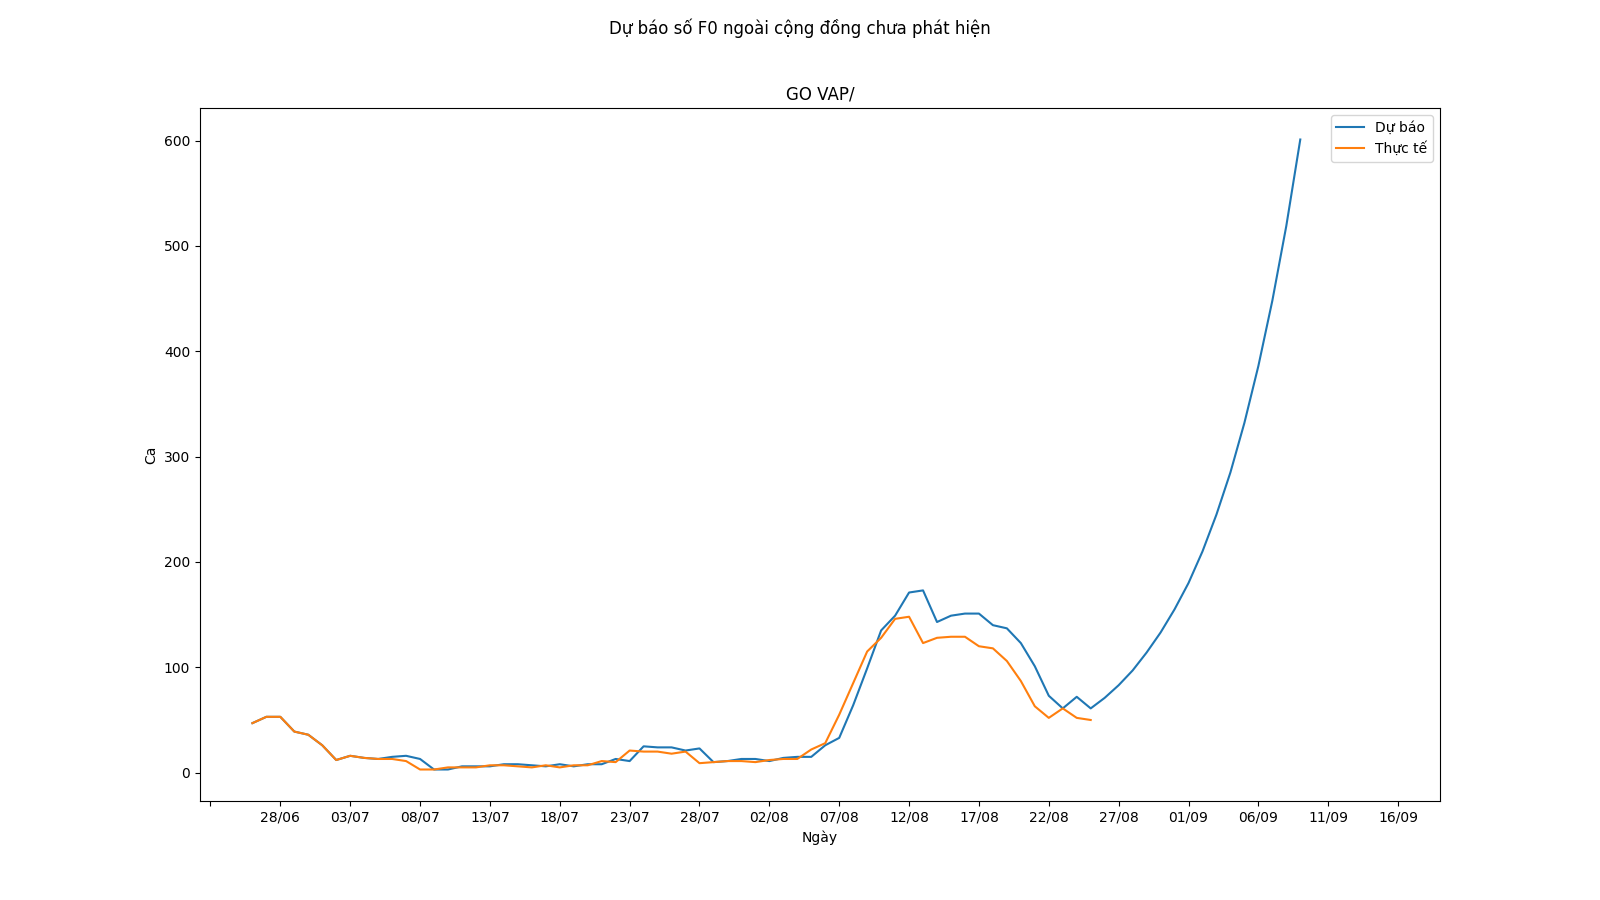 Dự báo số F0 ngoài cộng đồng chưa phát hiện
GO VAP/
Dự báo
Thực tế
600
500
400
300
200
100
0
Ca
28/06 03/07 08/07 13/07 18/07 23/07 28/07 02/08 07/08 12/08 17/08 22/08 27/08 01/09 06/09 11/09 16/09
Ngày